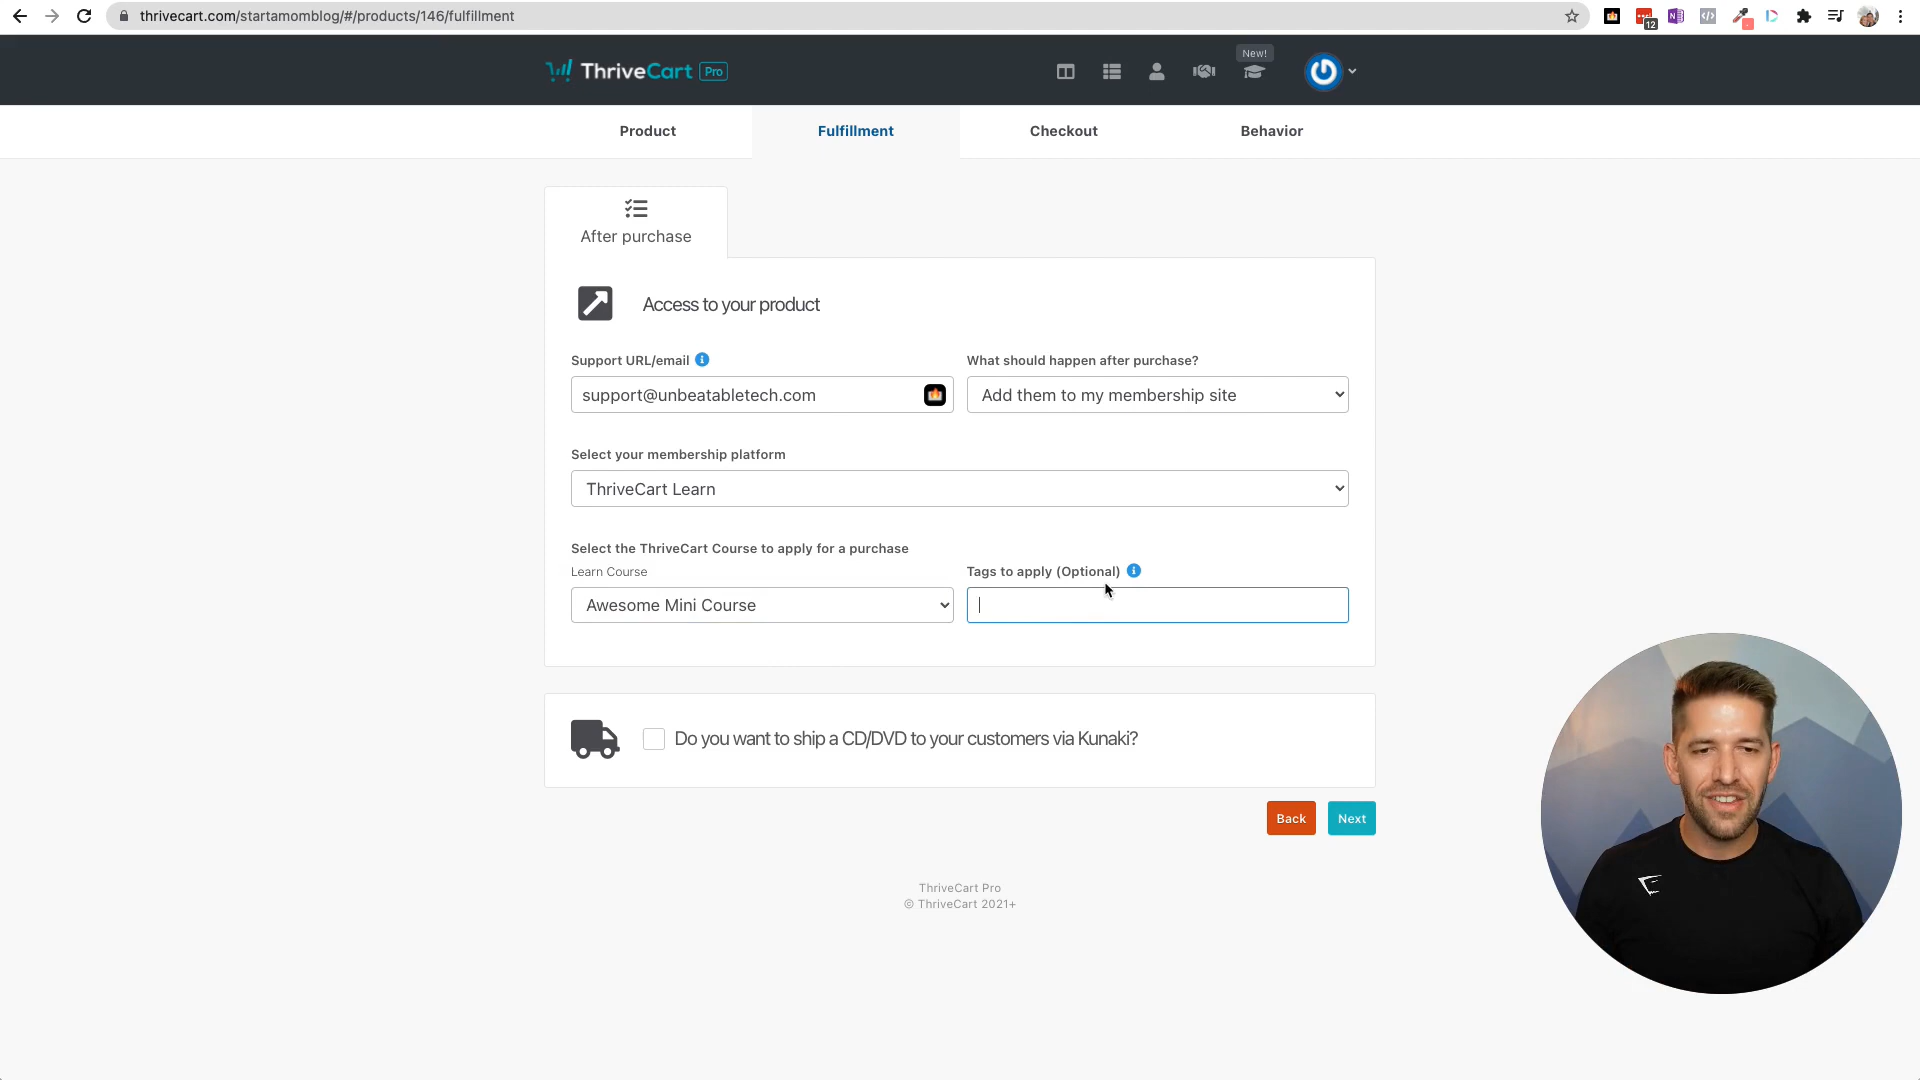 thrivecart.com/startamomblog/#/products/146/fulfillment
12
ThriveCart Pro
New!
Product
Fulfillment
Checkout
Behavior
After purchase
Access to your product
Support URL/email
What should happen after purchase?
support@unbeatabletech.com
Add them to my membership site
Select your membership platform
ThriveCart Learn
Select the ThriveCart Course to apply for a purchase
Learn Course
Tags to apply (Optional)
Awesome Mini Course
Do you want to ship a CD/DVD to your customers via Kunaki?
Back
Next
ThriveCart Pro
© ThriveCart 2021+